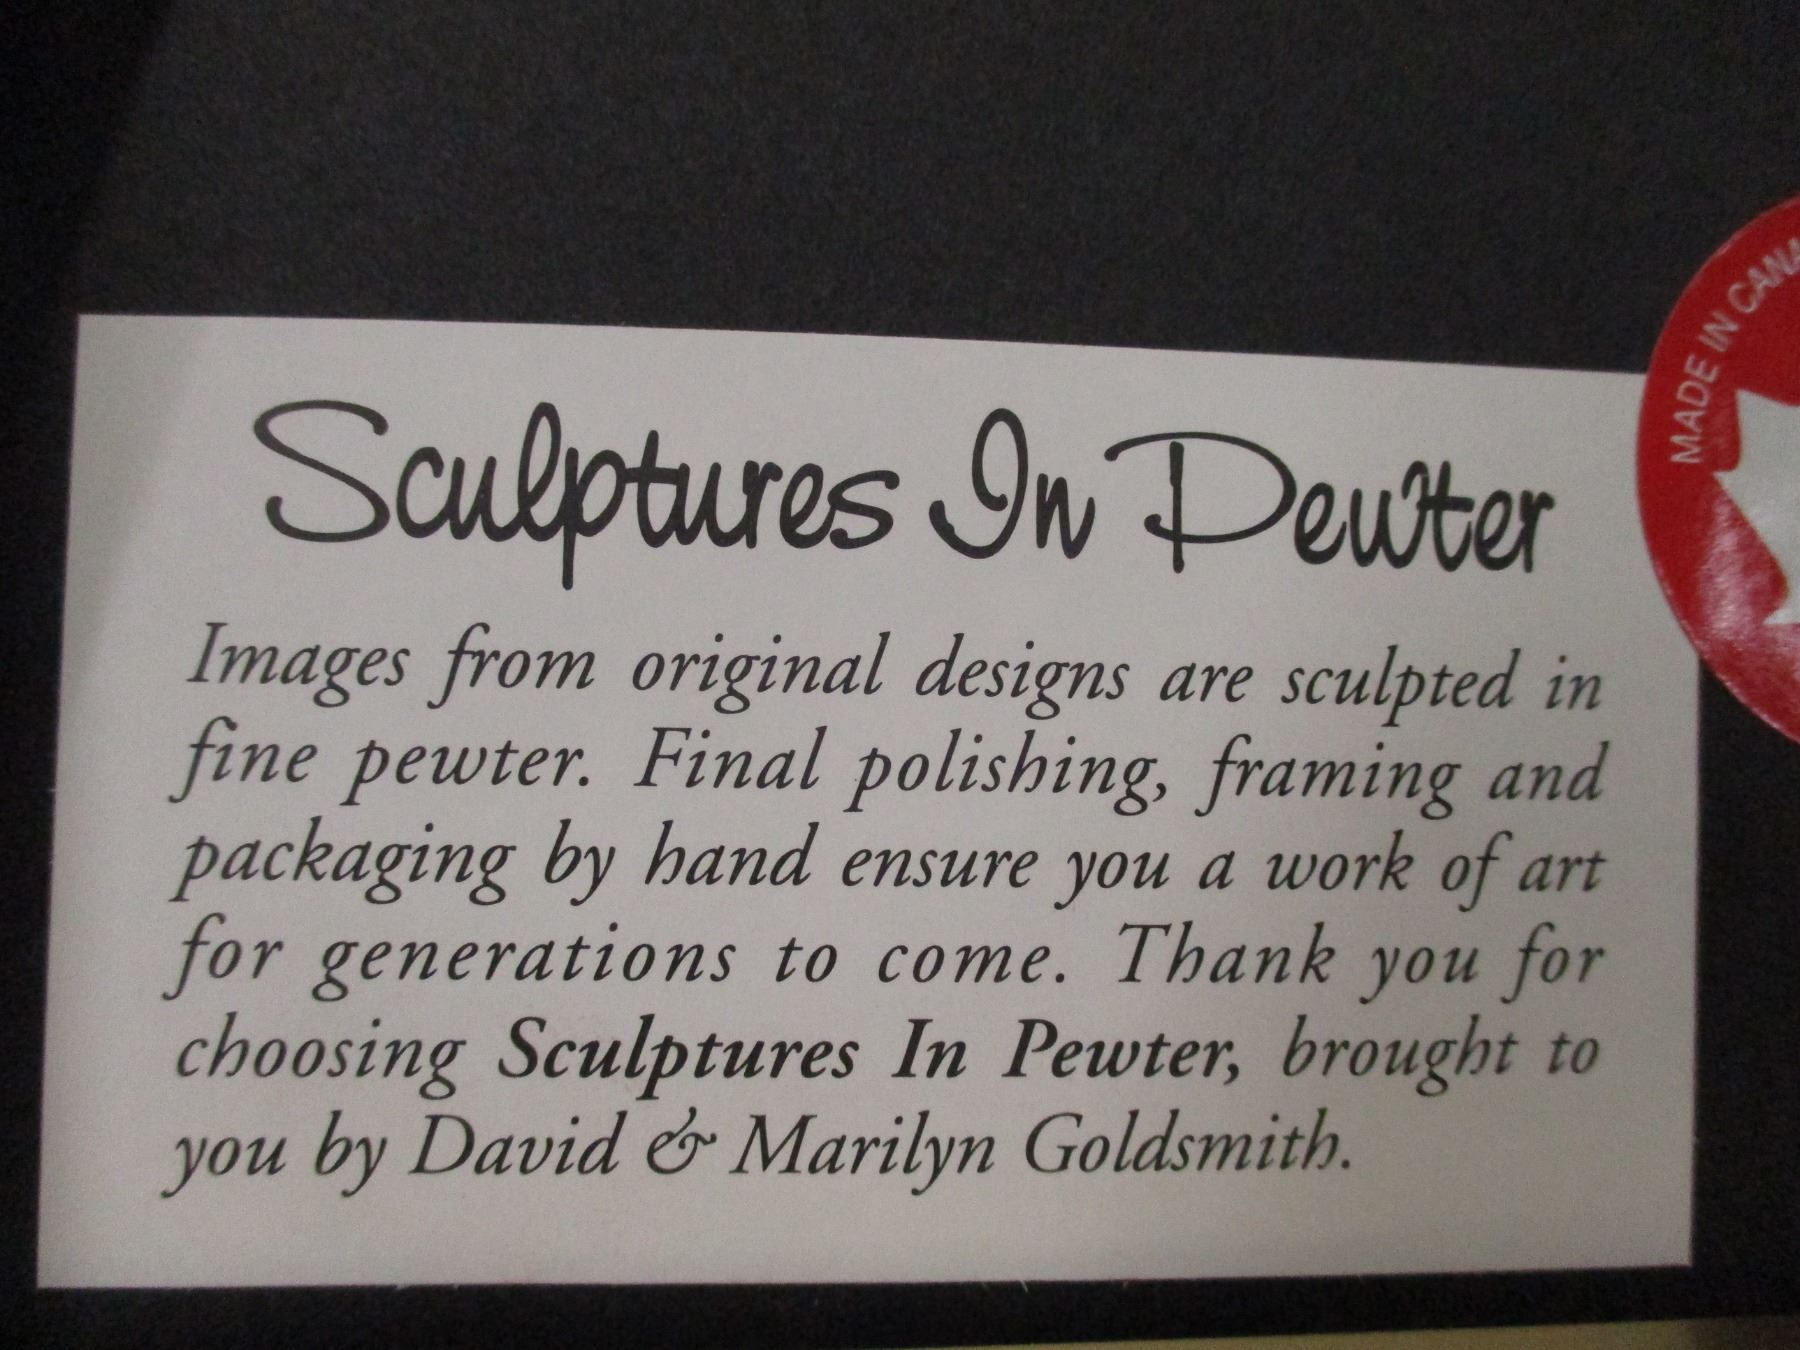 Sculptures In Pewter
Images from original designs are sculpted in
fine pewter. Final polishing, framing and
packaging by hand ensure you a work of art
for generations to come. Thank you for
choosing Sculptures In Pewter, brought to
you by David & Marilyn Goldsmith.
MADE IN CANA